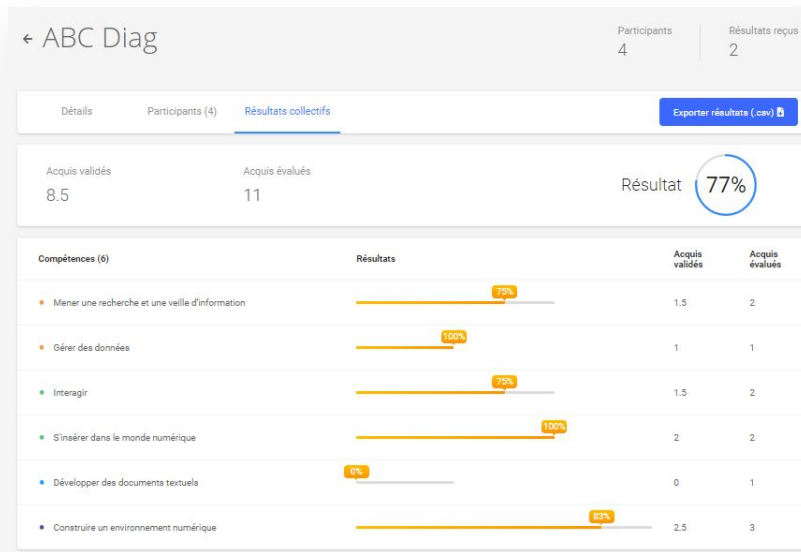 ← ABC Diag
Participants
4
Résultats reçus
2
Détails Participants (4) Résultats collectifs
Exporter résultats (.csv)
Acquis validés
8.5
Acquis évalués
11
Résultat 77%
Compétences (6) Résultats Acquis validés Acquis évalués
Mener une recherche et une veille d'information 75% 1.5 2
Gérer des données 100% 1 1
Interagir 75% 1.5 2
S'insérer dans le monde numérique 100% 2 2
Développer des documents textuels 0% 0 1
Construire un environnement numérique 83% 2.5 3